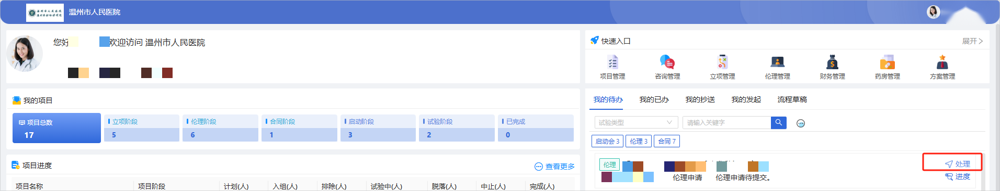 温州市人民医院
温州市人民医院
您好
欢迎访问 温州市人民医院
快速入口
展开
项目管理
咨询管理
立项管理
伦理管理
财务管理
药房管理
方案管理
我的项目
项目总数
17
立项阶段
5
伦理阶段
6
合同阶段
1
启动阶段
3
试验阶段
2
已完成
0
项目进度
查看更多
项目名称 项目阶段 计划(人) 入组(人) 排除(人) 试验中(人) 脱落(人) 中止(人) 完成(人)
我的待办 我的已办 我的抄送 我的发起 流程草稿
试验类型
请输入关键字
启动会 3 伦理 3 合同 7
伦理
处理
伦理申请 伦理申请待提交。
进度